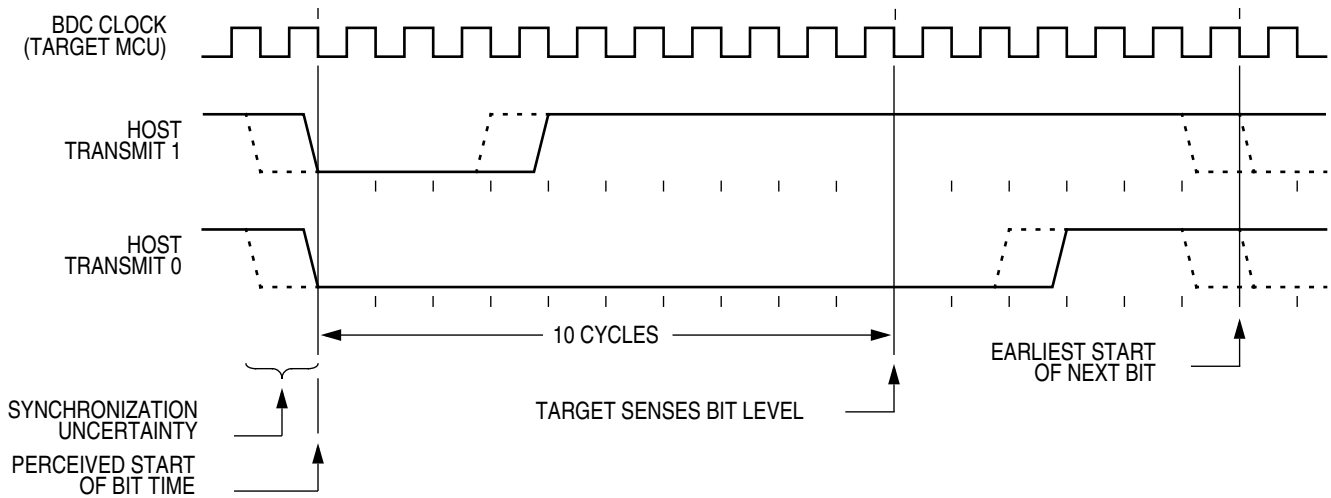 BDC CLOCK
(TARGET MCU)
HOST
TRANSMIT 1
HOST
TRANSMIT 0
10 CYCLES
EARLIEST START
OF NEXT BIT
TARGET SENSES BIT LEVEL
SYNCHRONIZATION
UNCERTAINTY
PERCEIVED START
OF BIT TIME